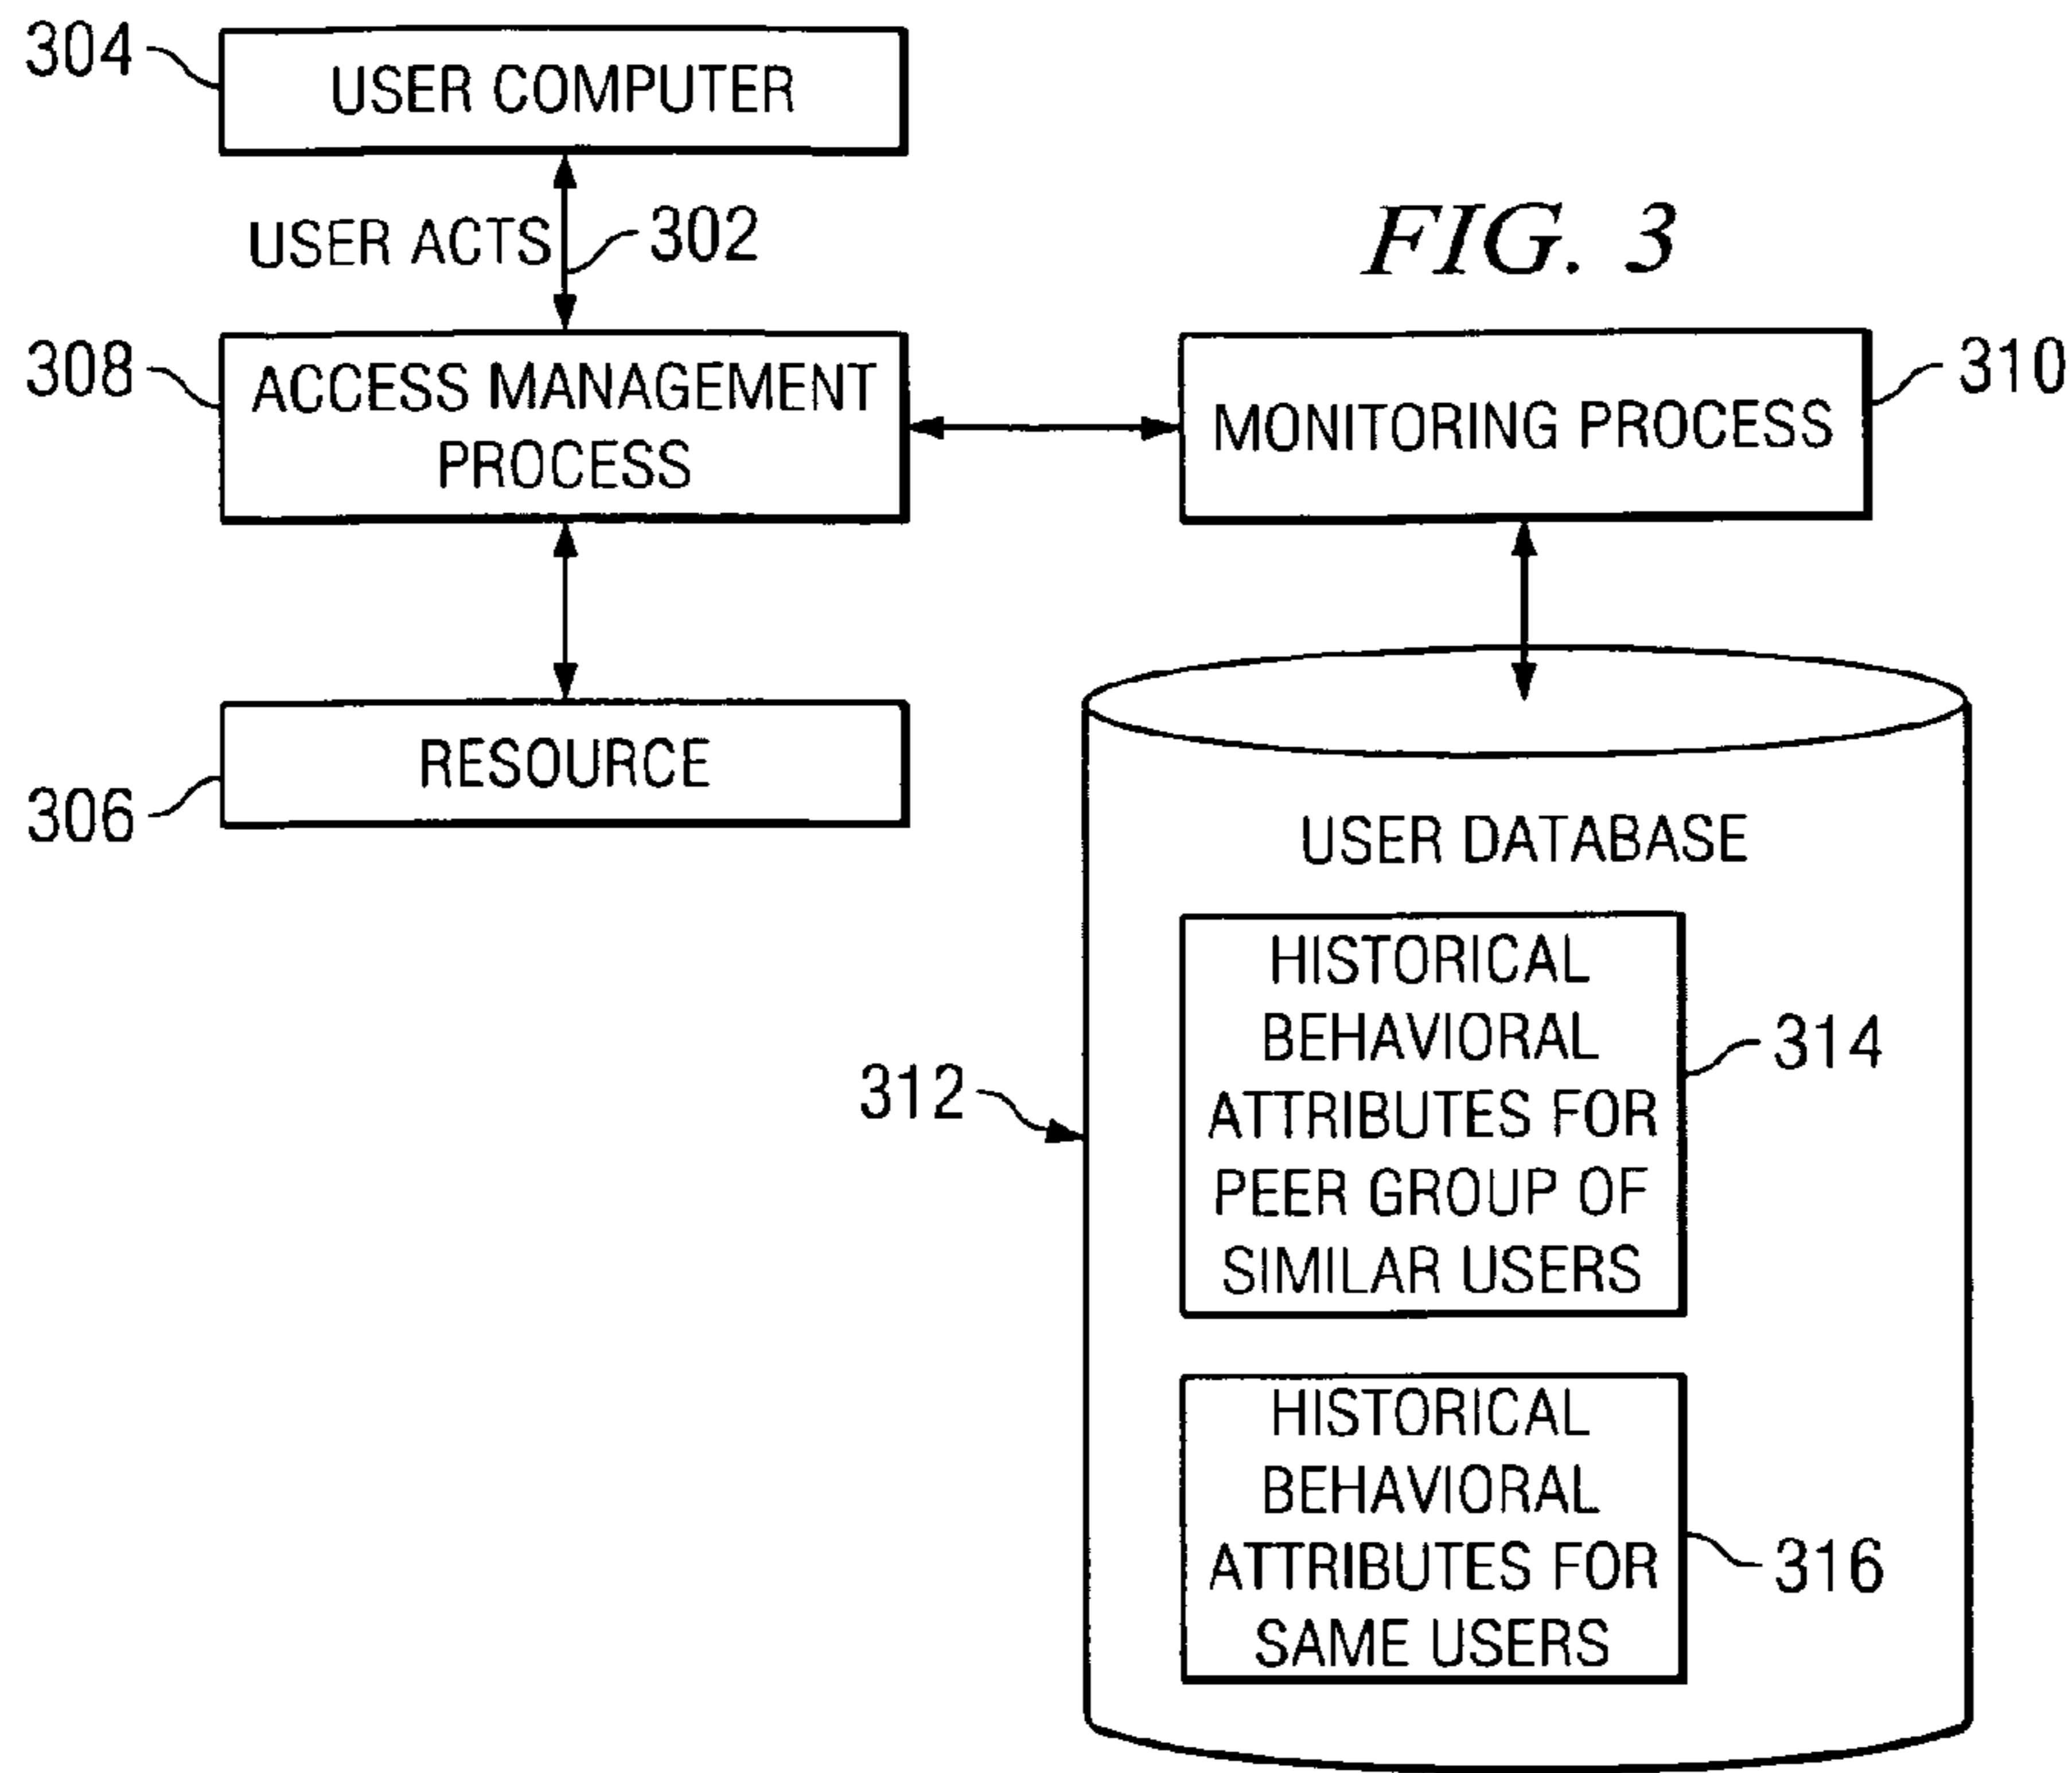 304
USER COMPUTER
USER ACTS
302
FIG. 3
308
ACCESS MANAGEMENT
PROCESS
MONITORING PROCESS
310
RESOURCE
306
USER DATABASE
HISTORICAL
BEHAVIORAL
ATTRIBUTES FOR
PEER GROUP OF
SIMILAR USERS
314
312
HISTORICAL
BEHAVIORAL
ATTRIBUTES FOR
SAME USERS
316